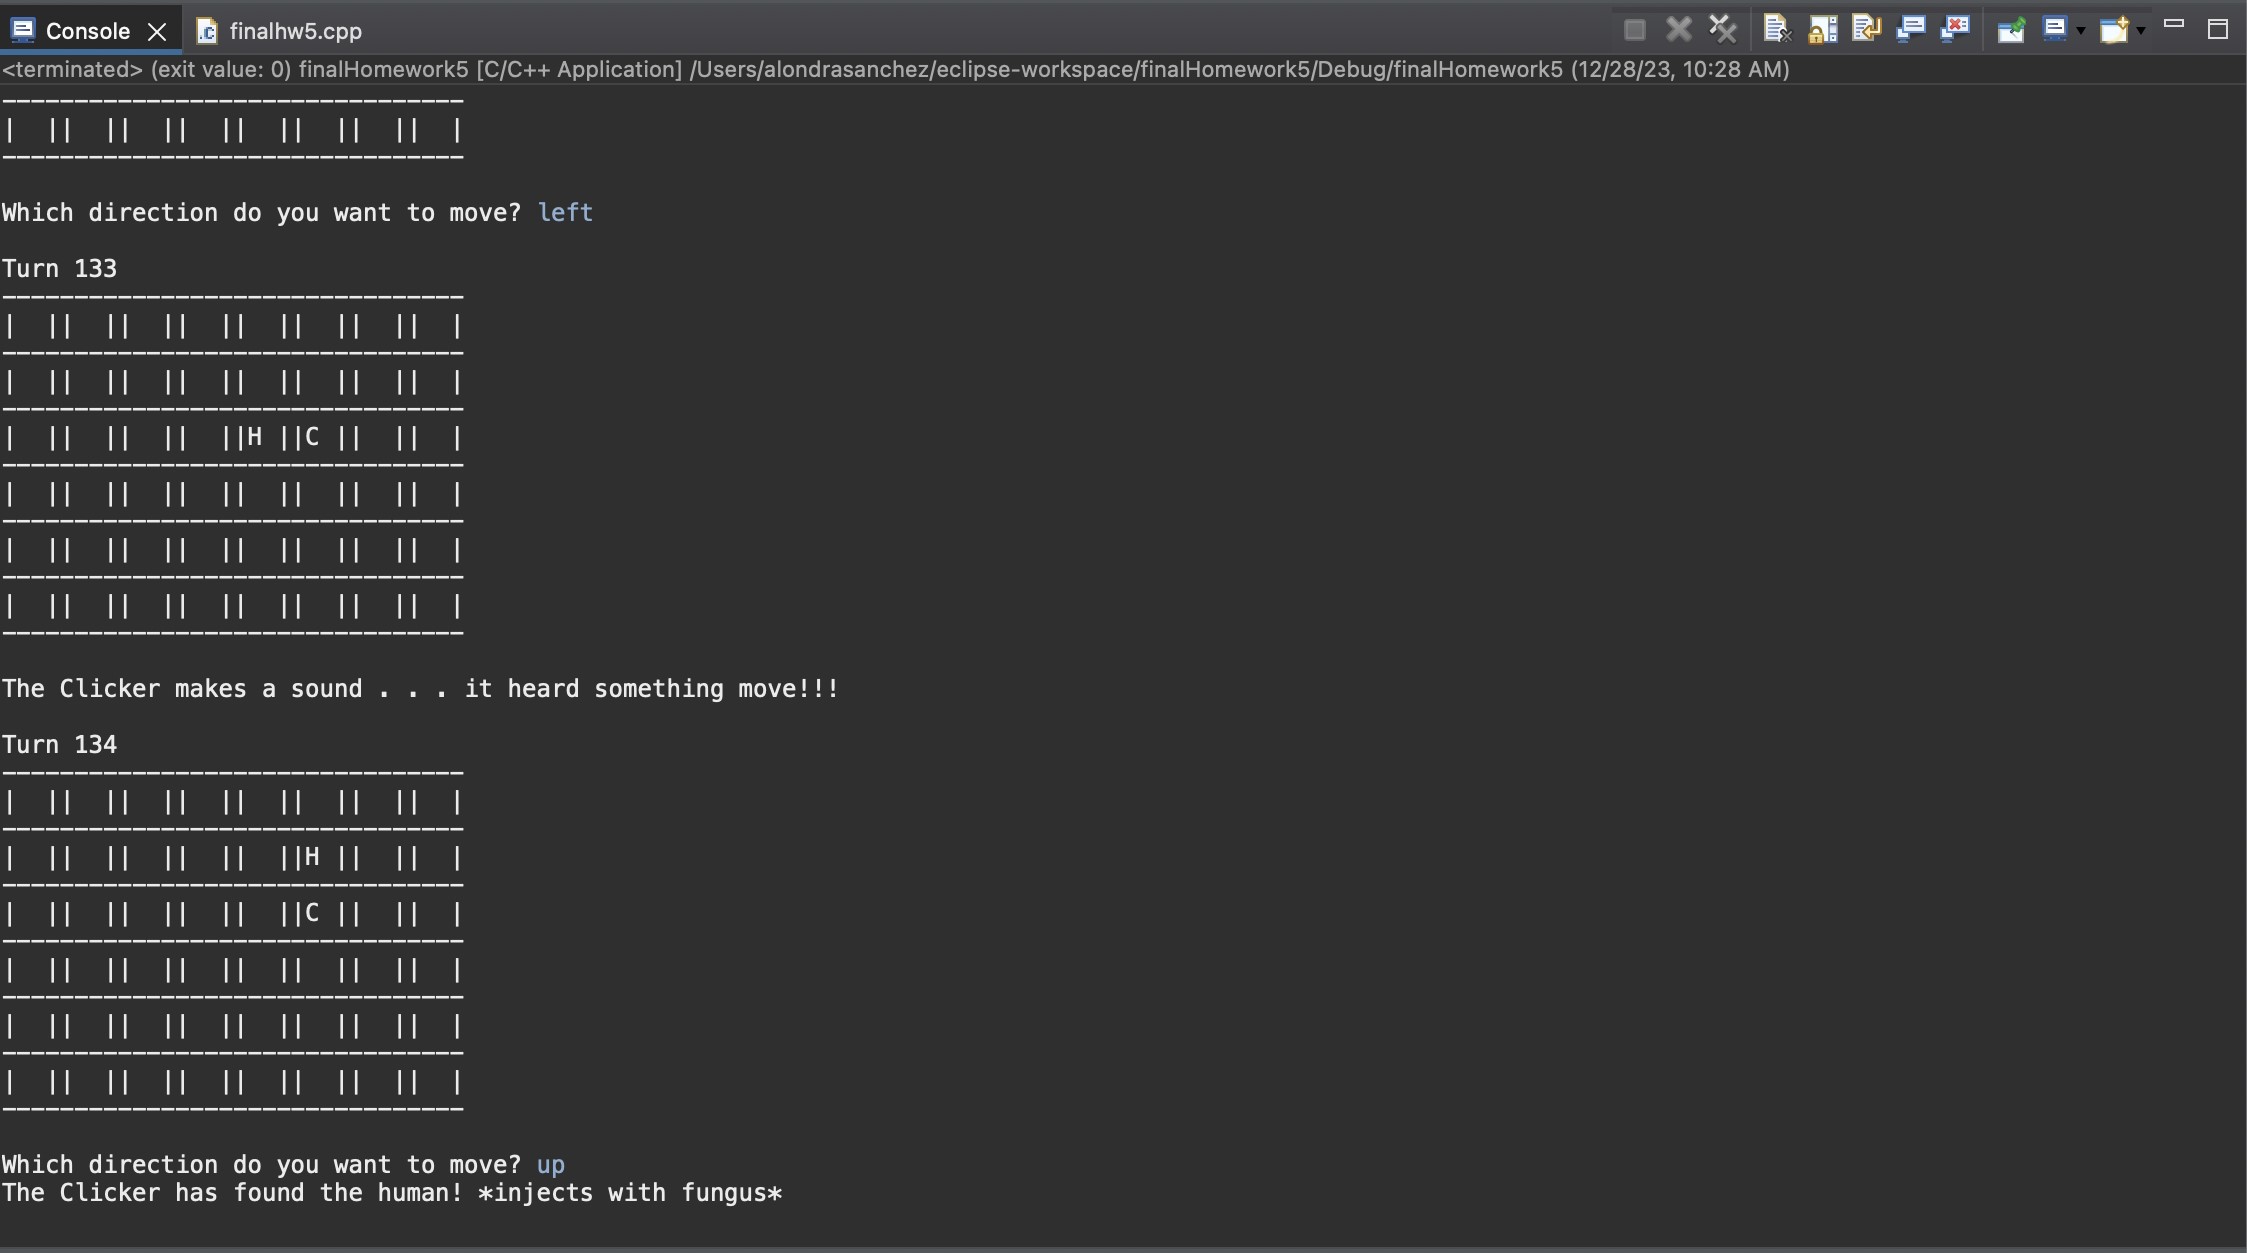 Console finalhw5.cpp
<terminated> (exit value: 0) finalHomework5 [C/C++ Application] /Users/alondrasanchez/eclipse-workspace/finalHomework5/Debug/finalHomework5 (12/28/23, 10:28 AM)
--------------------------------
|  ||  ||  ||  ||  ||  ||  ||  |
--------------------------------
Which direction do you want to move? left
Turn 133
--------------------------------
|  ||  ||  ||  ||  ||  ||  ||  |
--------------------------------
|  ||  ||  ||  ||  ||  ||  ||  |
--------------------------------
|  ||  ||  ||  ||H ||C ||  ||  |
--------------------------------
|  ||  ||  ||  ||  ||  ||  ||  |
--------------------------------
|  ||  ||  ||  ||  ||  ||  ||  |
--------------------------------
|  ||  ||  ||  ||  ||  ||  ||  |
--------------------------------
The Clicker makes a sound . . . it heard something move!!!
Turn 134
--------------------------------
|  ||  ||  ||  ||  ||  ||  ||  |
--------------------------------
|  ||  ||  ||  ||  ||H ||  ||  |
--------------------------------
|  ||  ||  ||  ||  ||C ||  ||  |
--------------------------------
|  ||  ||  ||  ||  ||  ||  ||  |
--------------------------------
|  ||  ||  ||  ||  ||  ||  ||  |
--------------------------------
|  ||  ||  ||  ||  ||  ||  ||  |
--------------------------------
Which direction do you want to move? up
The Clicker has found the human! *injects with fungus*